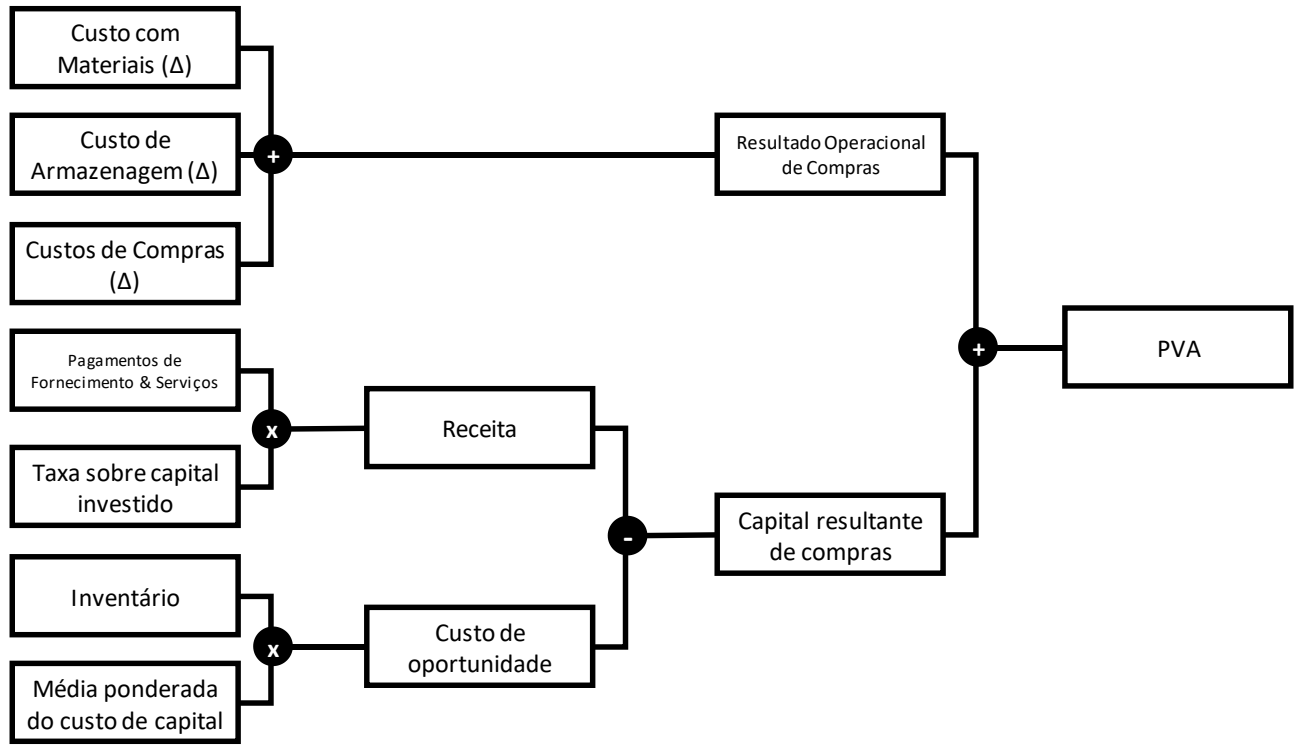 Custo com
Materiais (Δ)
Custo de
Armazenagem (Δ)
Custos de Compras
(Δ)
+
Resultado Operacional
de Compras
Pagamentos de
Fornecimento & Serviços
x
Taxa sobre capital
investido
Receita
Inventário
x
Média ponderada
do custo de capital
Custo de
oportunidade
-
Capital resultante
de compras
+
PVA